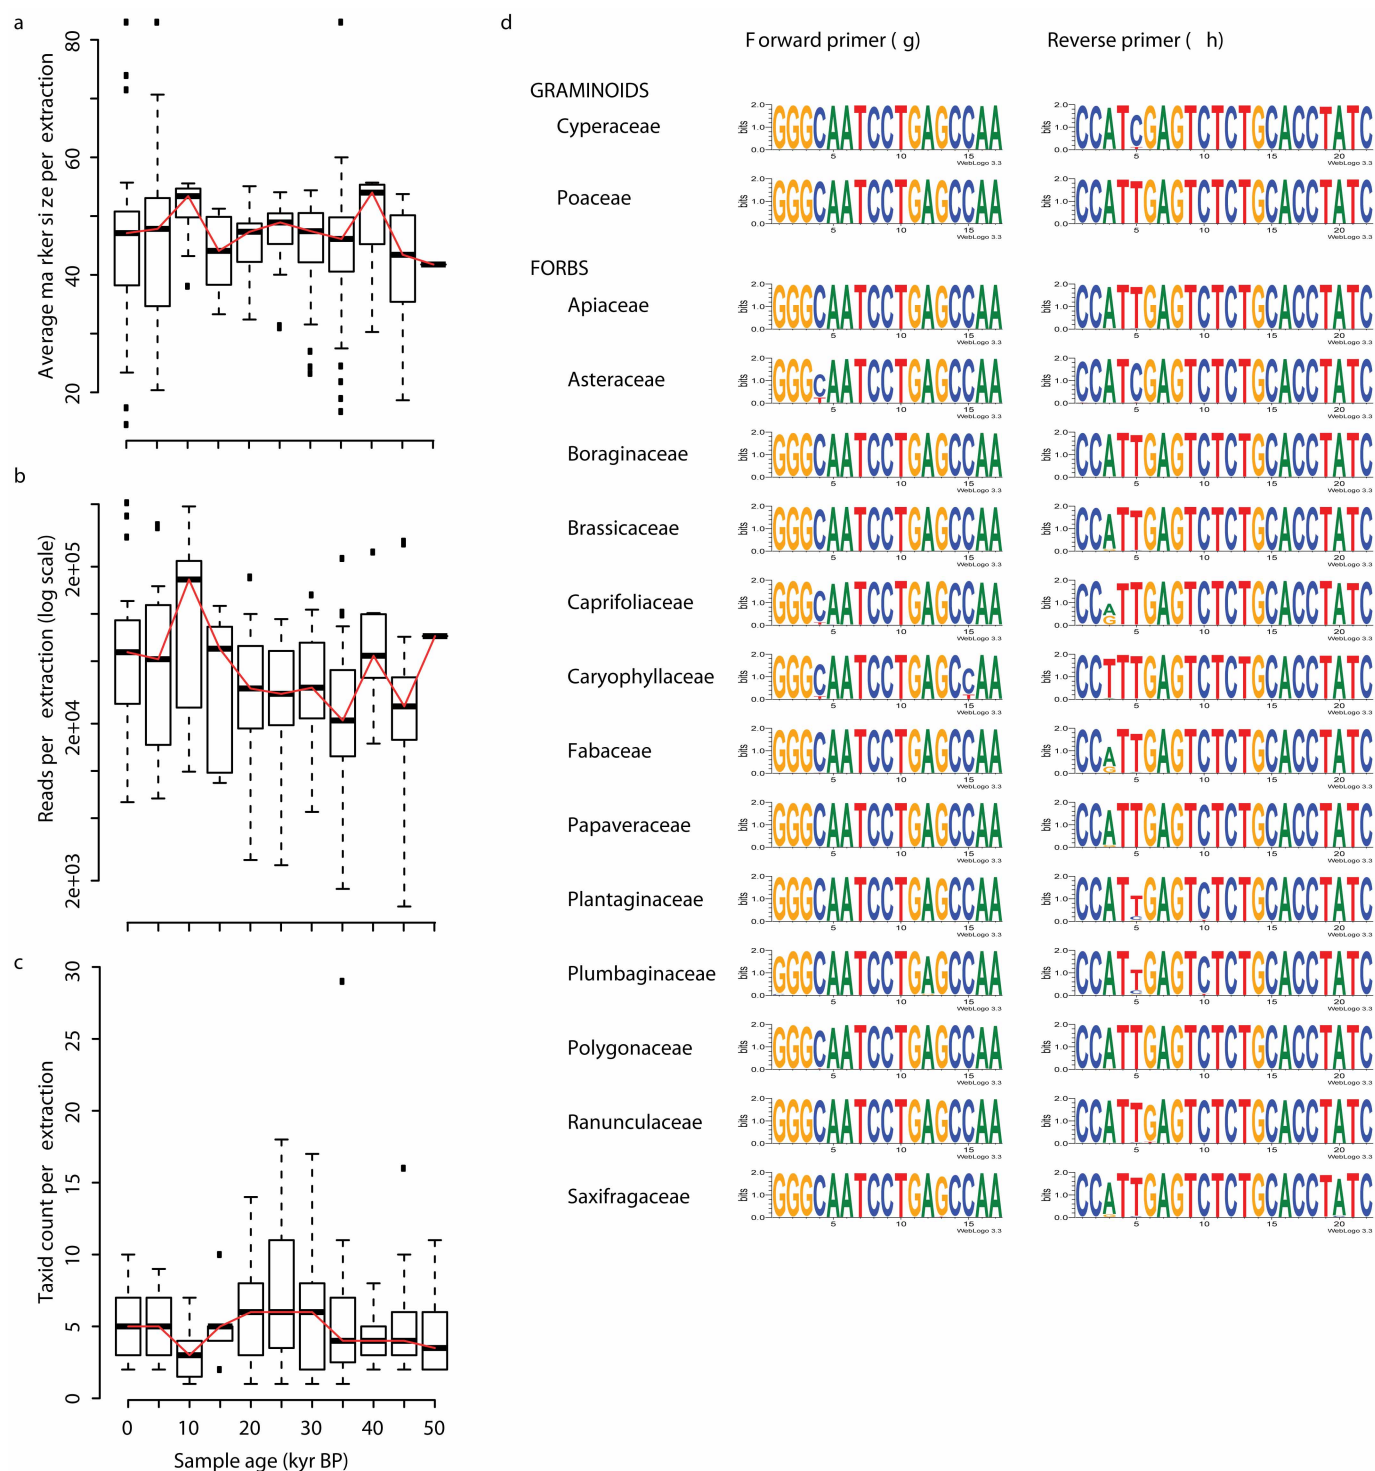 a
80
60
40
20
Average ma rker si ze per extraction
b
2e+05
2e+04
2e+03
Reads per extraction (log scale)
c
30
25
20
15
10
5
0
Taxid count per extraction
0 10 20 30 40 50
Sample age (kyr BP)
d
Forward primer ( g) Reverse primer ( h)
GRAMINOIDS
Cyperaceae GGGCAATCCTGAGCCAA CCATCGAGTCTCTGCACCTATC
Poaceae GGGCAATCCTGAGCCAA CCATTGAGTCTCTGCACCTATC
FORBS
Apiaceae GGGCAATCCTGAGCCAA CCATTGAGTCTCTGCACCTATC
Asteraceae GGGCAATCCTGAGCCAA CCATCGAGTCTCTGCACCTATC
Boraginaceae GGGCAATCCTGAGCCAA CCATTGAGTCTCTGCACCTATC
Brassicaceae GGGCAATCCTGAGCCAA CCATTGAGTCTCTGCACCTATC
Caprifoliaceae GGGCAATCCTGAGCCAA CCATTGAGTCTCTGCACCTATC
Caryophyllaceae GGGCAATCCTGAGCCAA CCTTTGAGTCTCTGCACCTATC
Fabaceae GGGCAATCCTGAGCCAA CCATTGAGTCTCTGCACCTATC
Papaveraceae GGGCAATCCTGAGCCAA CCATTGAGTCTCTGCACCTATC
Plantaginaceae GGGCAATCCTGAGCCAA CCATTGAGTCTCTGCACCTATC
Plumbaginaceae GGGCAATCCTGAGCCAA CCATTGAGTCTCTGCACCTATC
Polygonaceae GGGCAATCCTGAGCCAA CCATTGAGTCTCTGCACCTATC
Ranunculaceae GGGCAATCCTGAGCCAA CCATTGAGTCTCTGCACCTATC
Saxifragaceae GGGCAATCCTGAGCCAA CCATTGAGTCTCTGCACCTATC